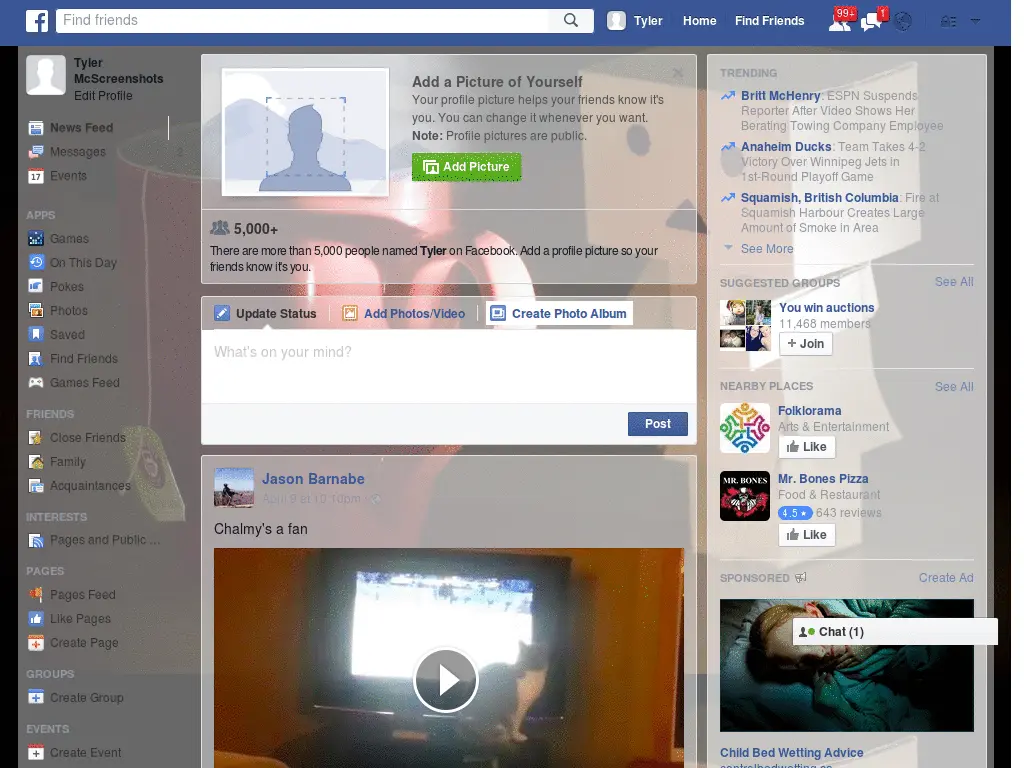 Find friends
Tyler
Home
Find Friends
99+
1
Tyler
McScreenshots
Edit Profile
News Feed
Messages
2
Events
17
APPS
Games
On This Day
Pokes
Photos
Saved
Find Friends
Games Feed
FRIENDS
Close Friends
Family
Acquaintances
INTERESTS
Pages and Public ...
PAGES
Pages Feed
Like Pages
Create Page
GROUPS
Create Group
EVENTS
Create Event
Add a Picture of Yourself
Your profile picture helps your friends know it's
you. You can change it whenever you want.
Note: Profile pictures are public.
Add Picture
5,000+
There are more than 5,000 people named Tyler on Facebook. Add a profile picture so your
friends know it's you.
Update Status
Add Photos/Video
Create Photo Album
What's on your mind?
Post
Jason Barnabe
April 9 at 10:10pm
Chalmy's a fan
TRENDING
Britt McHenry: ESPN Suspends
Reporter After Video Shows Her
Berating Towing Company Employee
Anaheim Ducks: Team Takes 4-2
Victory Over Winnipeg Jets in
1st-Round Playoff Game
Squamish, British Columbia: Fire at
Squamish Harbour Creates Large
Amount of Smoke in Area
See More
SUGGESTED GROUPS
See All
You win auctions
11,468 members
+ Join
NEARBY PLACES
See All
Folklorama
Arts & Entertainment
Like
MR. BONES
Mr. Bones Pizza
Food & Restaurant
4.5 ★ 643 reviews
Like
SPONSORED
Create Ad
Chat (1)
Child Bed Wetting Advice